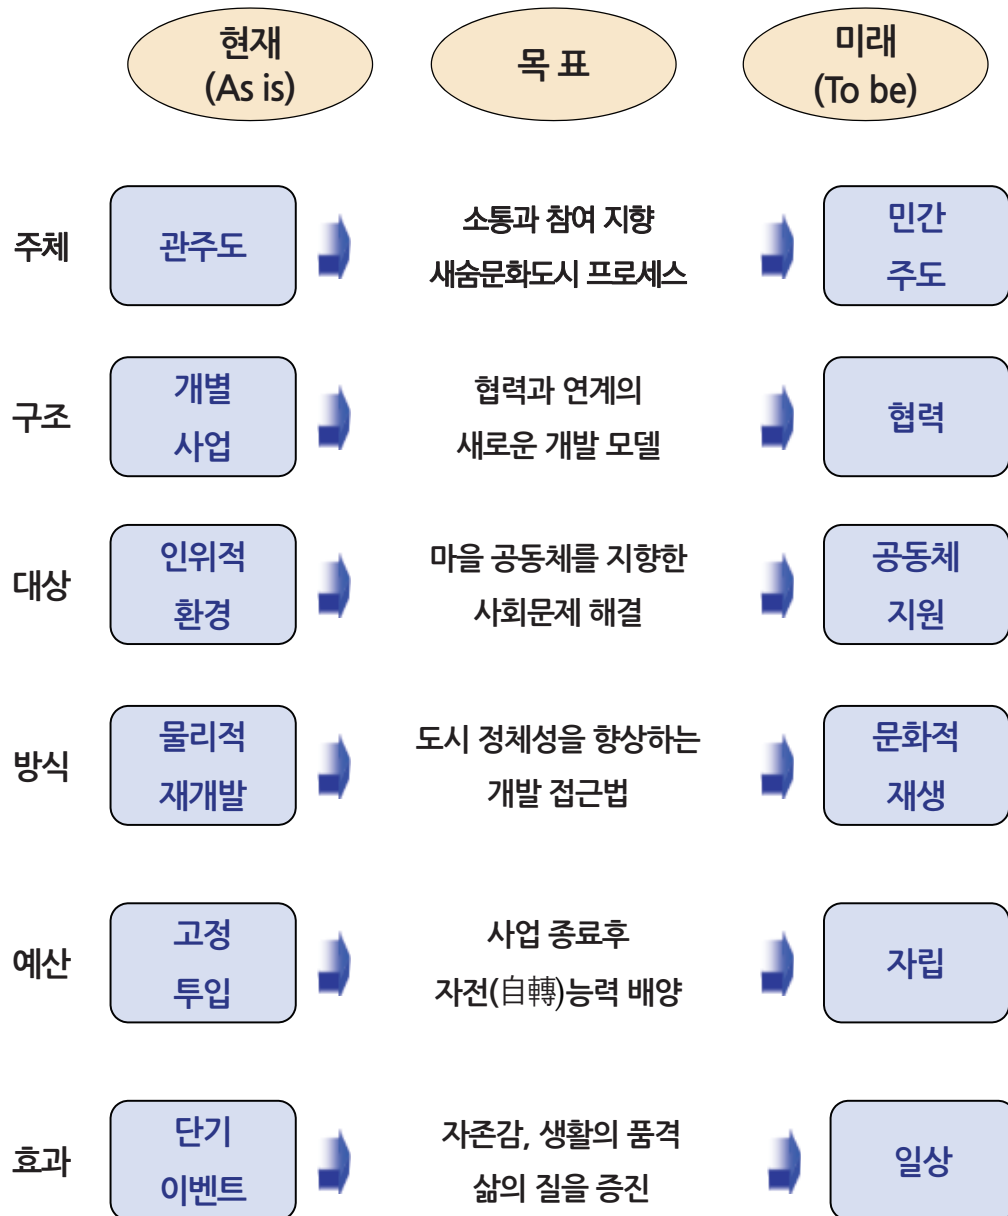 현재
(As is)
목 표
미래
(To be)
주체
관주도
소통과 참여 지향
새숨문화도시 프로세스
민간
주도
구조
개별
사업
협력과 연계의
새로운 개발 모델
협력
대상
인위적
환경
마을 공동체를 지향한
사회문제 해결
공동체
지원
방식
물리적
재개발
도시 정체성을 향상하는
개발 접근법
문화적
재생
예산
고정
투입
사업 종료후
자전(自轉)능력 배양
자립
효과
단기
이벤트
자존감, 생활의 품격
삶의 질을 증진
일상